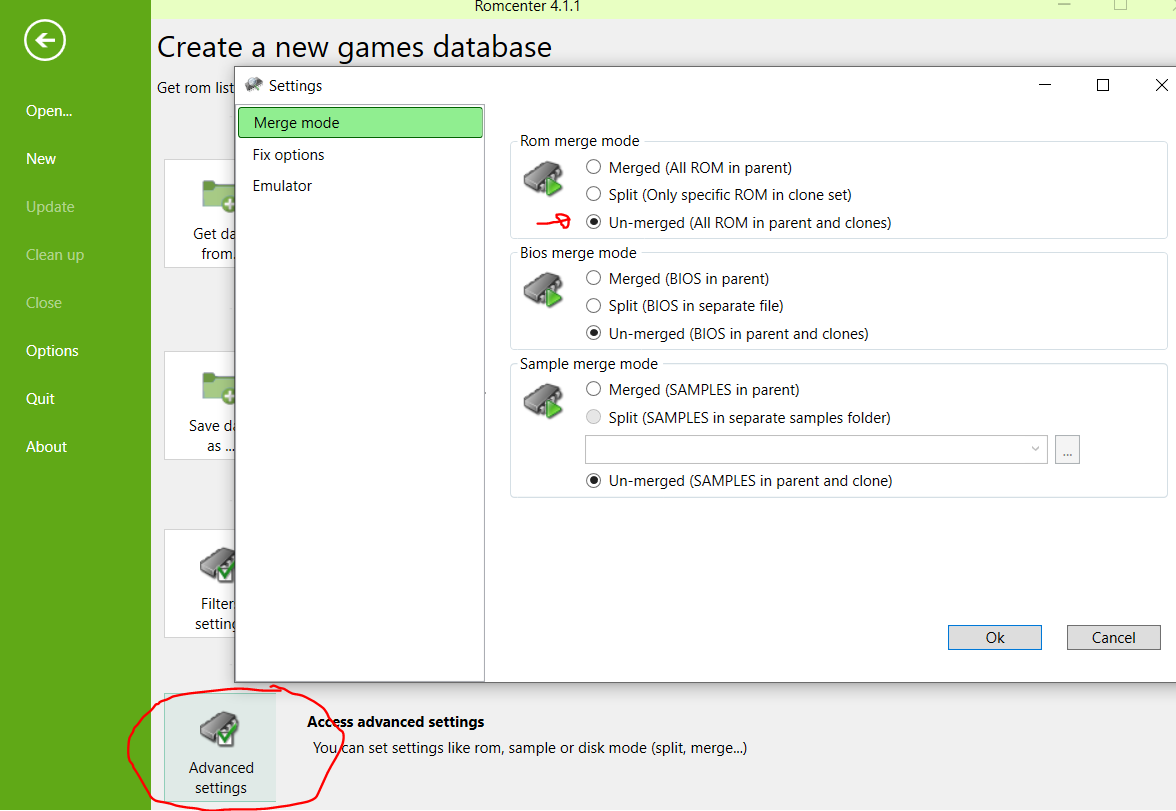 Romcenter 4.1.1
Create a new games database
Get rom list
Open...
New
Update
Clean up
Close
Options
Quit
About
Get da
from.
Save da
as ...
Filter
setting
Advanced
settings
Access advanced settings
You can set settings like rom, sample or disk mode (split, merge...)
Settings
Merge mode
Fix options
Emulator
Rom merge mode
Merged (All ROM in parent)
Split (Only specific ROM in clone set)
Un-merged (All ROM in parent and clones)
Bios merge mode
Merged (BIOS in parent)
Split (BIOS in separate file)
Un-merged (BIOS in parent and clones)
Sample merge mode
Merged (SAMPLES in parent)
Split (SAMPLES in separate samples folder)
...
Un-merged (SAMPLES in parent and clone)
Ok
Cancel